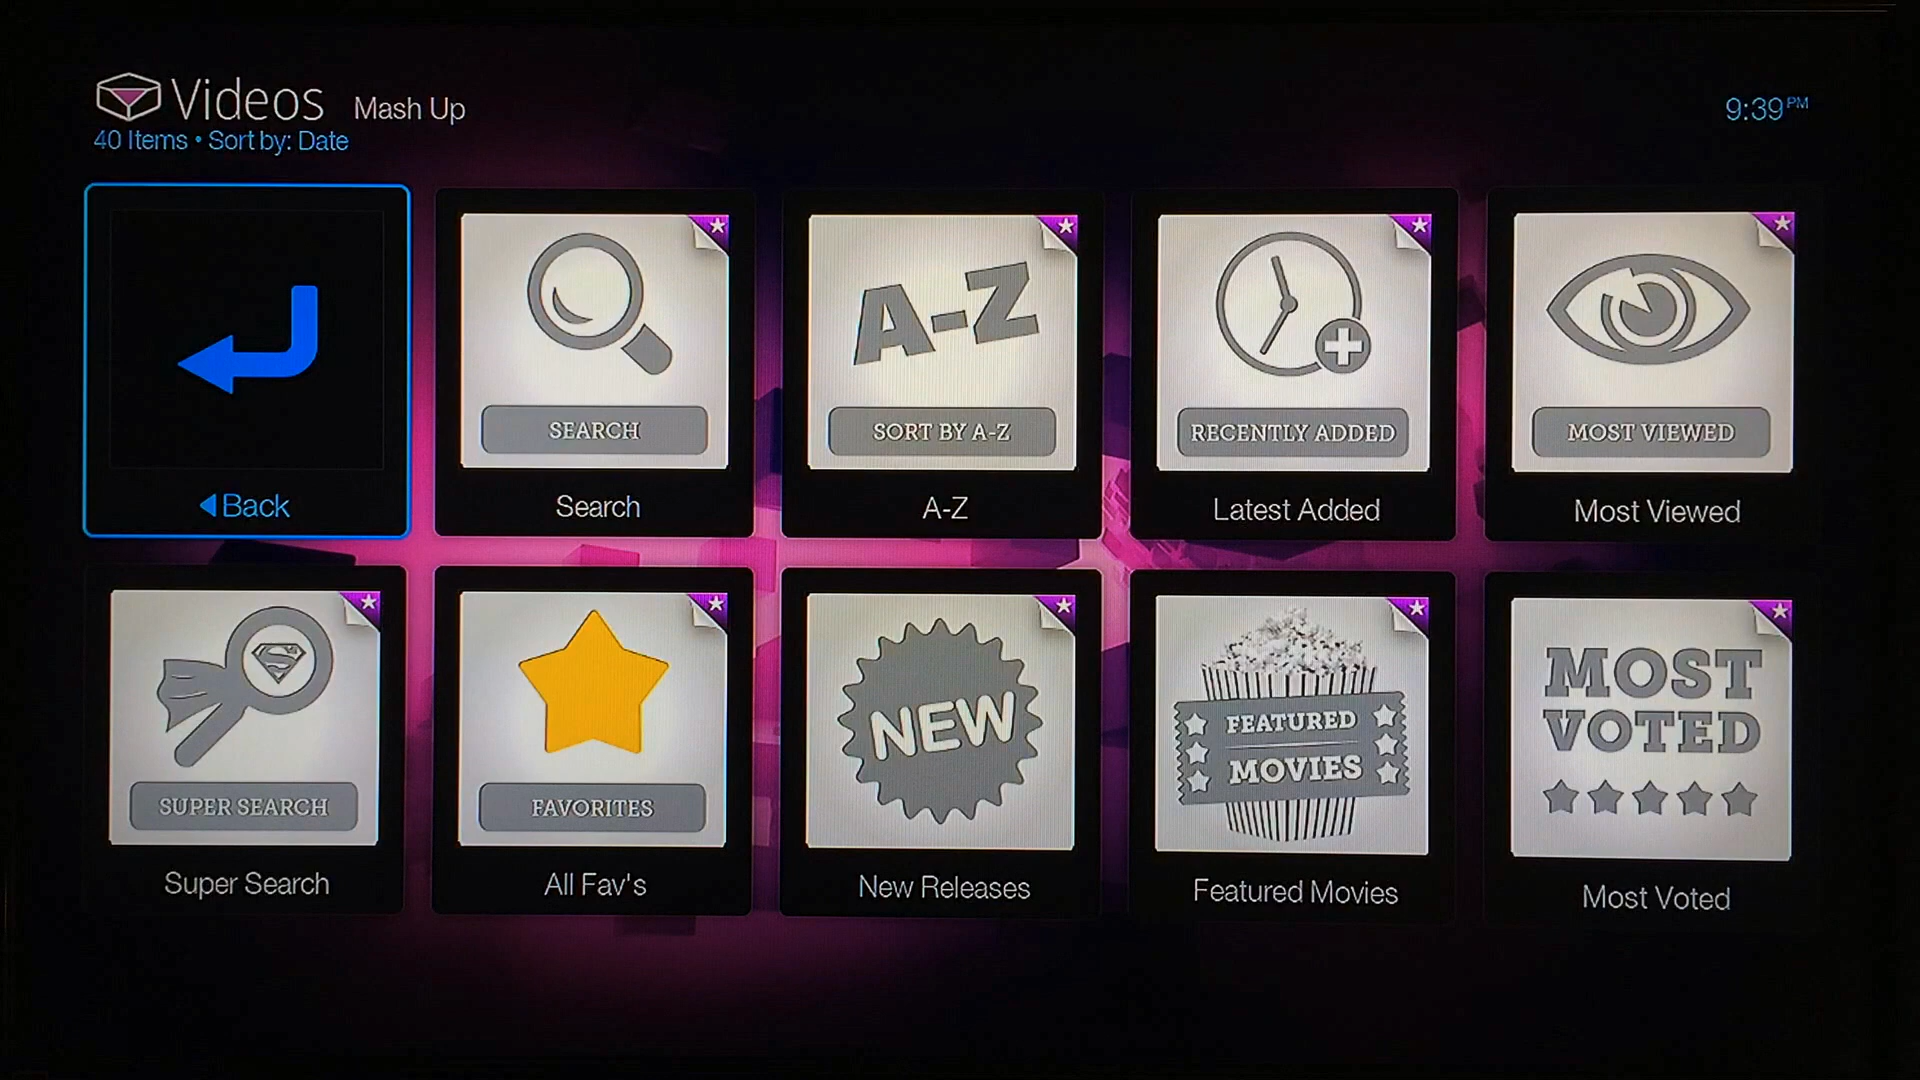 Videos Mash Up
9:39 PM
40 Items • Sort by: Date
Back
SEARCH
Search
A-Z
SORT BY A-Z
A-Z
RECENTLY ADDED
Latest Added
MOST VIEWED
Most Viewed
SUPER SEARCH
Super Search
FAVORITES
All Fav's
NEW
New Releases
FEATURED
MOVIES
Featured Movies
MOST
VOTED
Most Voted